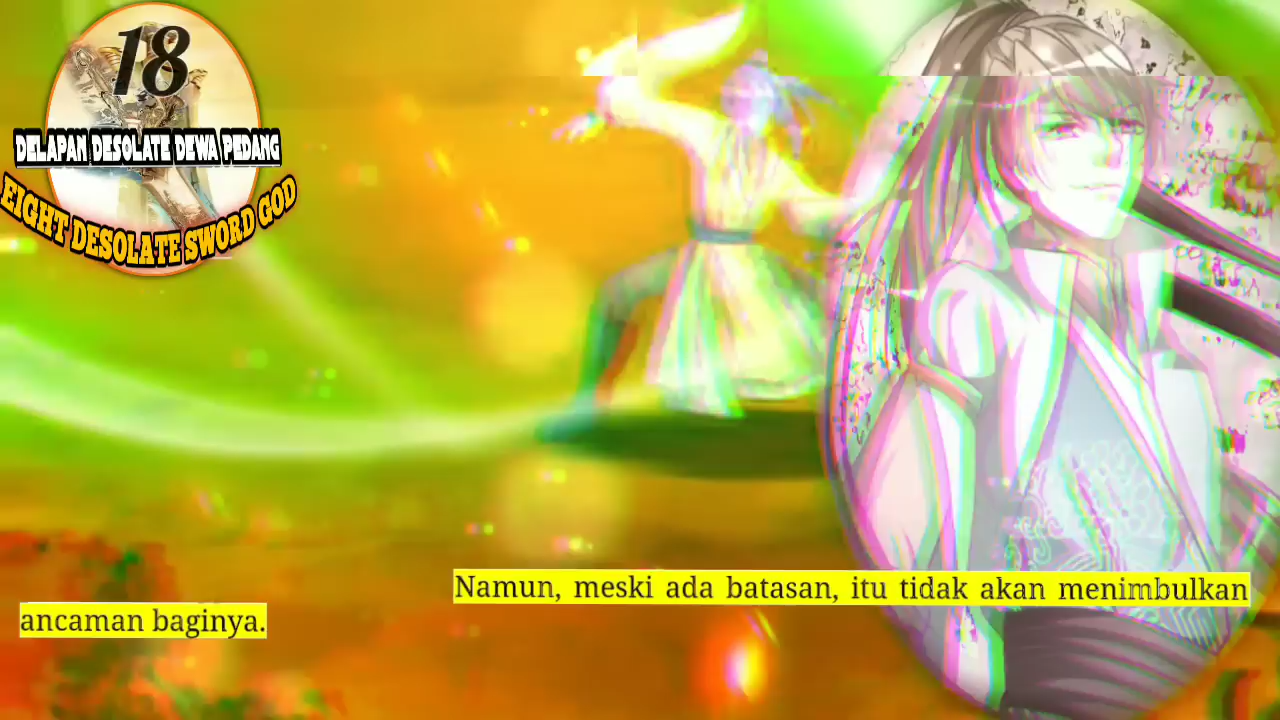 18
DELAPAN DESOLATE DEWA PEDANG
EIGHT DESOLATE SWORD GOD
Namun, meski ada batasan, itu tidak akan menimbulkan
ancaman baginya.